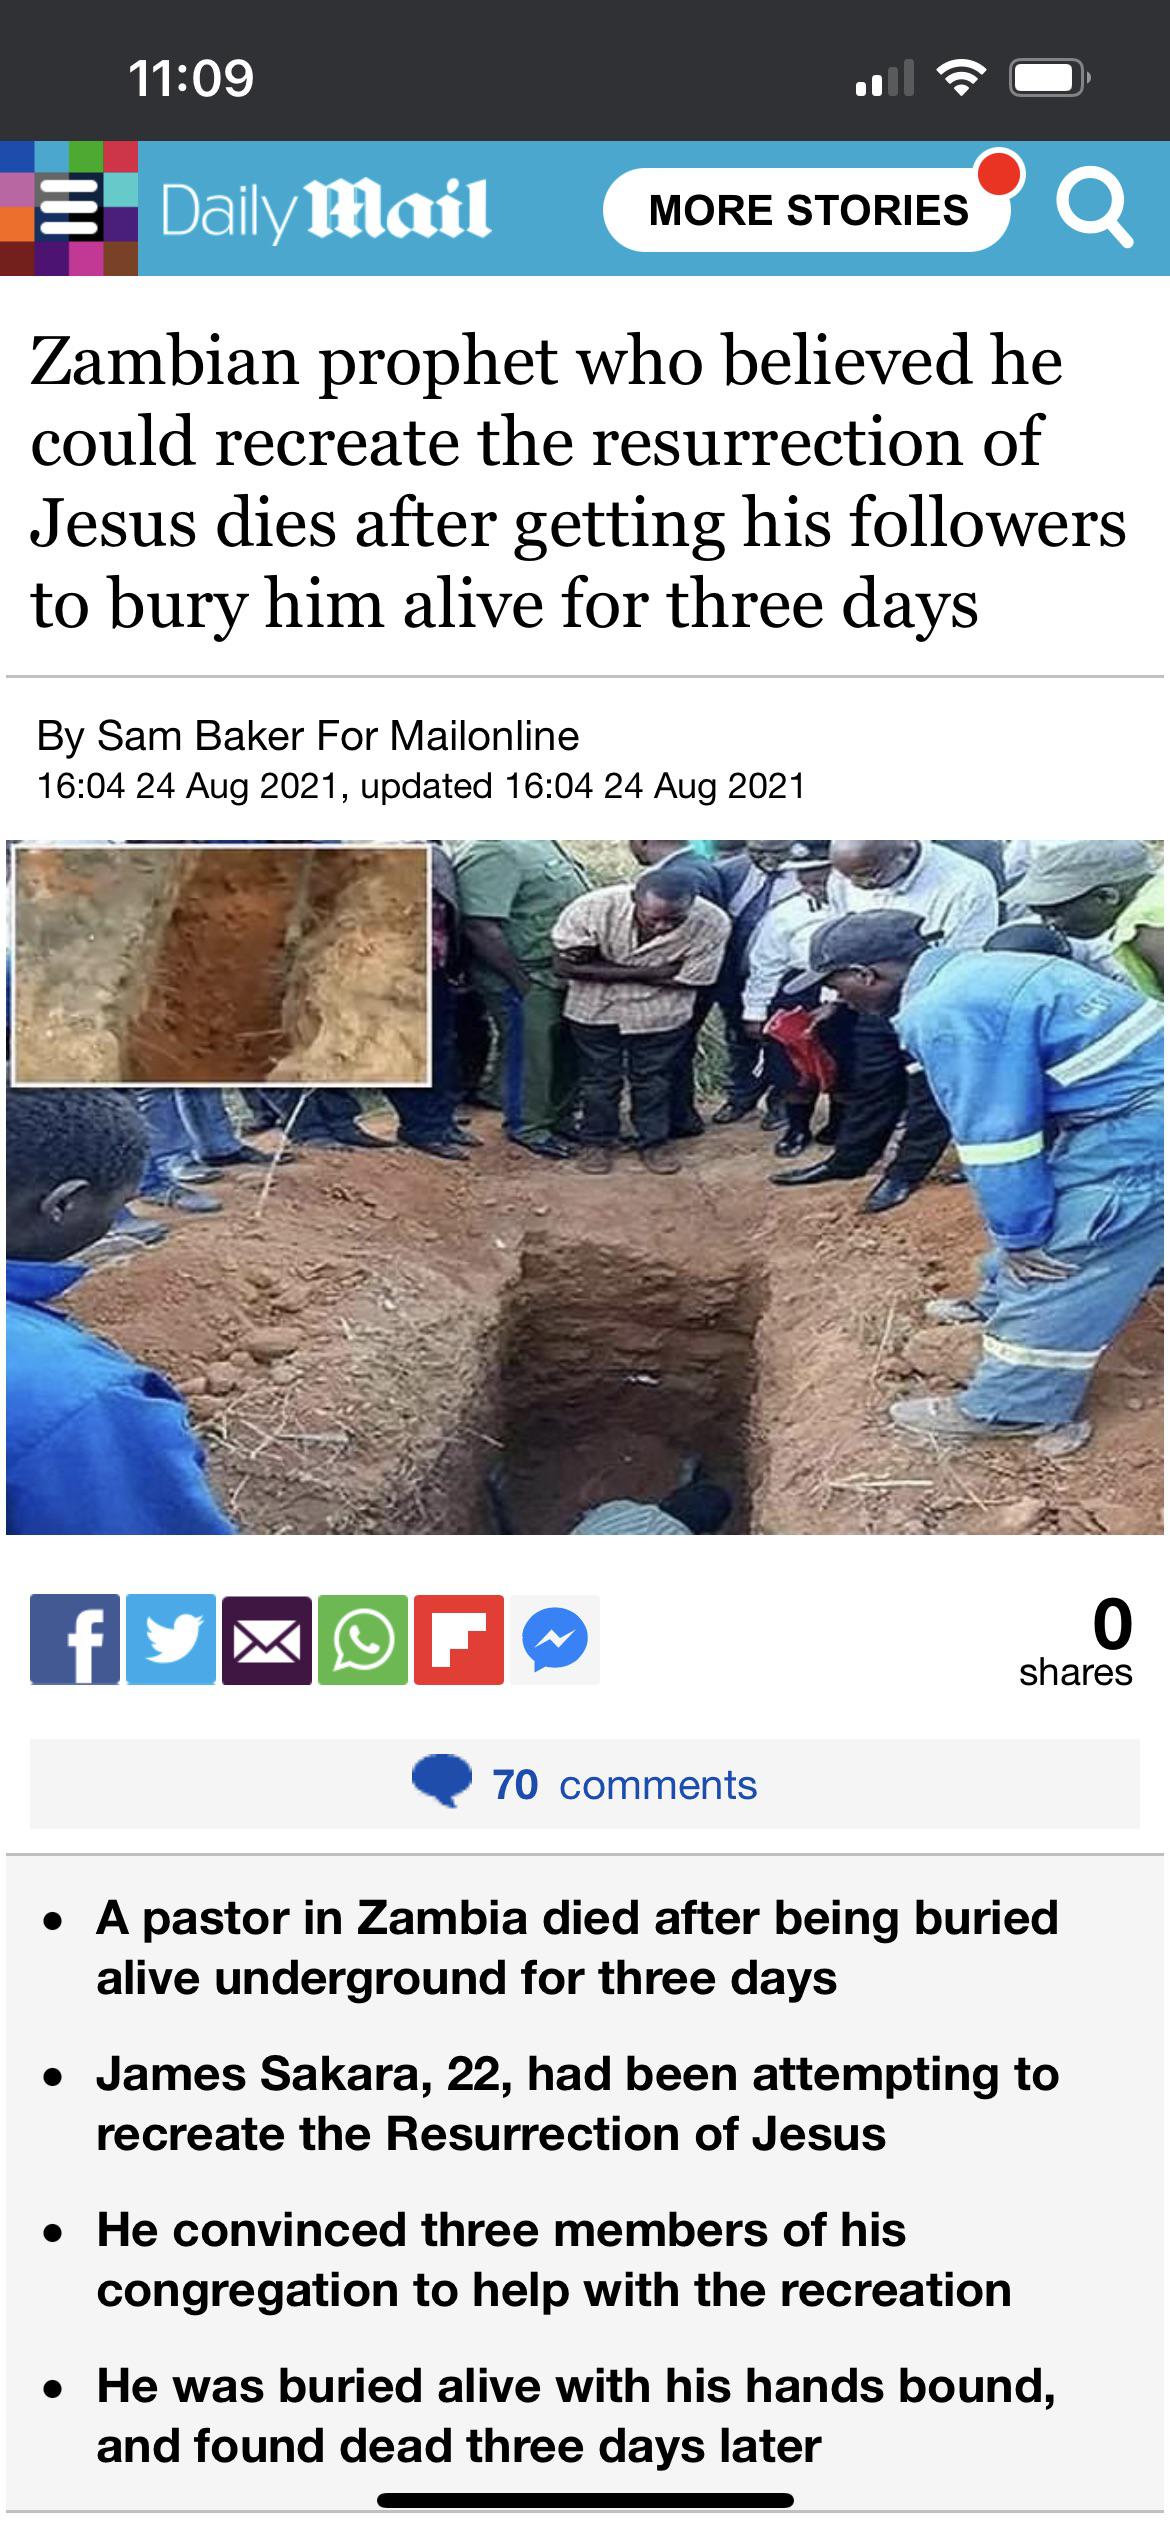 11:09
Daily Mail
MORE STORIES
Zambian prophet who believed he
could recreate the resurrection of
Jesus dies after getting his followers
to bury him alive for three days
By Sam Baker For Mailonline
16:04 24 Aug 2021, updated 16:04 24 Aug 2021
0
shares
70 comments
• A pastor in Zambia died after being buried
alive underground for three days
• James Sakara, 22, had been attempting to
recreate the Resurrection of Jesus
• He convinced three members of his
congregation to help with the recreation
• He was buried alive with his hands bound,
and found dead three days later